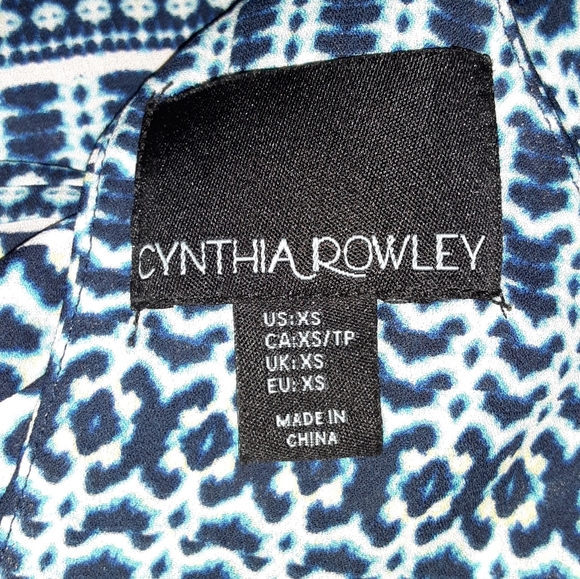 CYNTHIA ROWLEY
US:XS
CA:XS/TP
UK: XS
EU: XS
MADE IN
CHINA